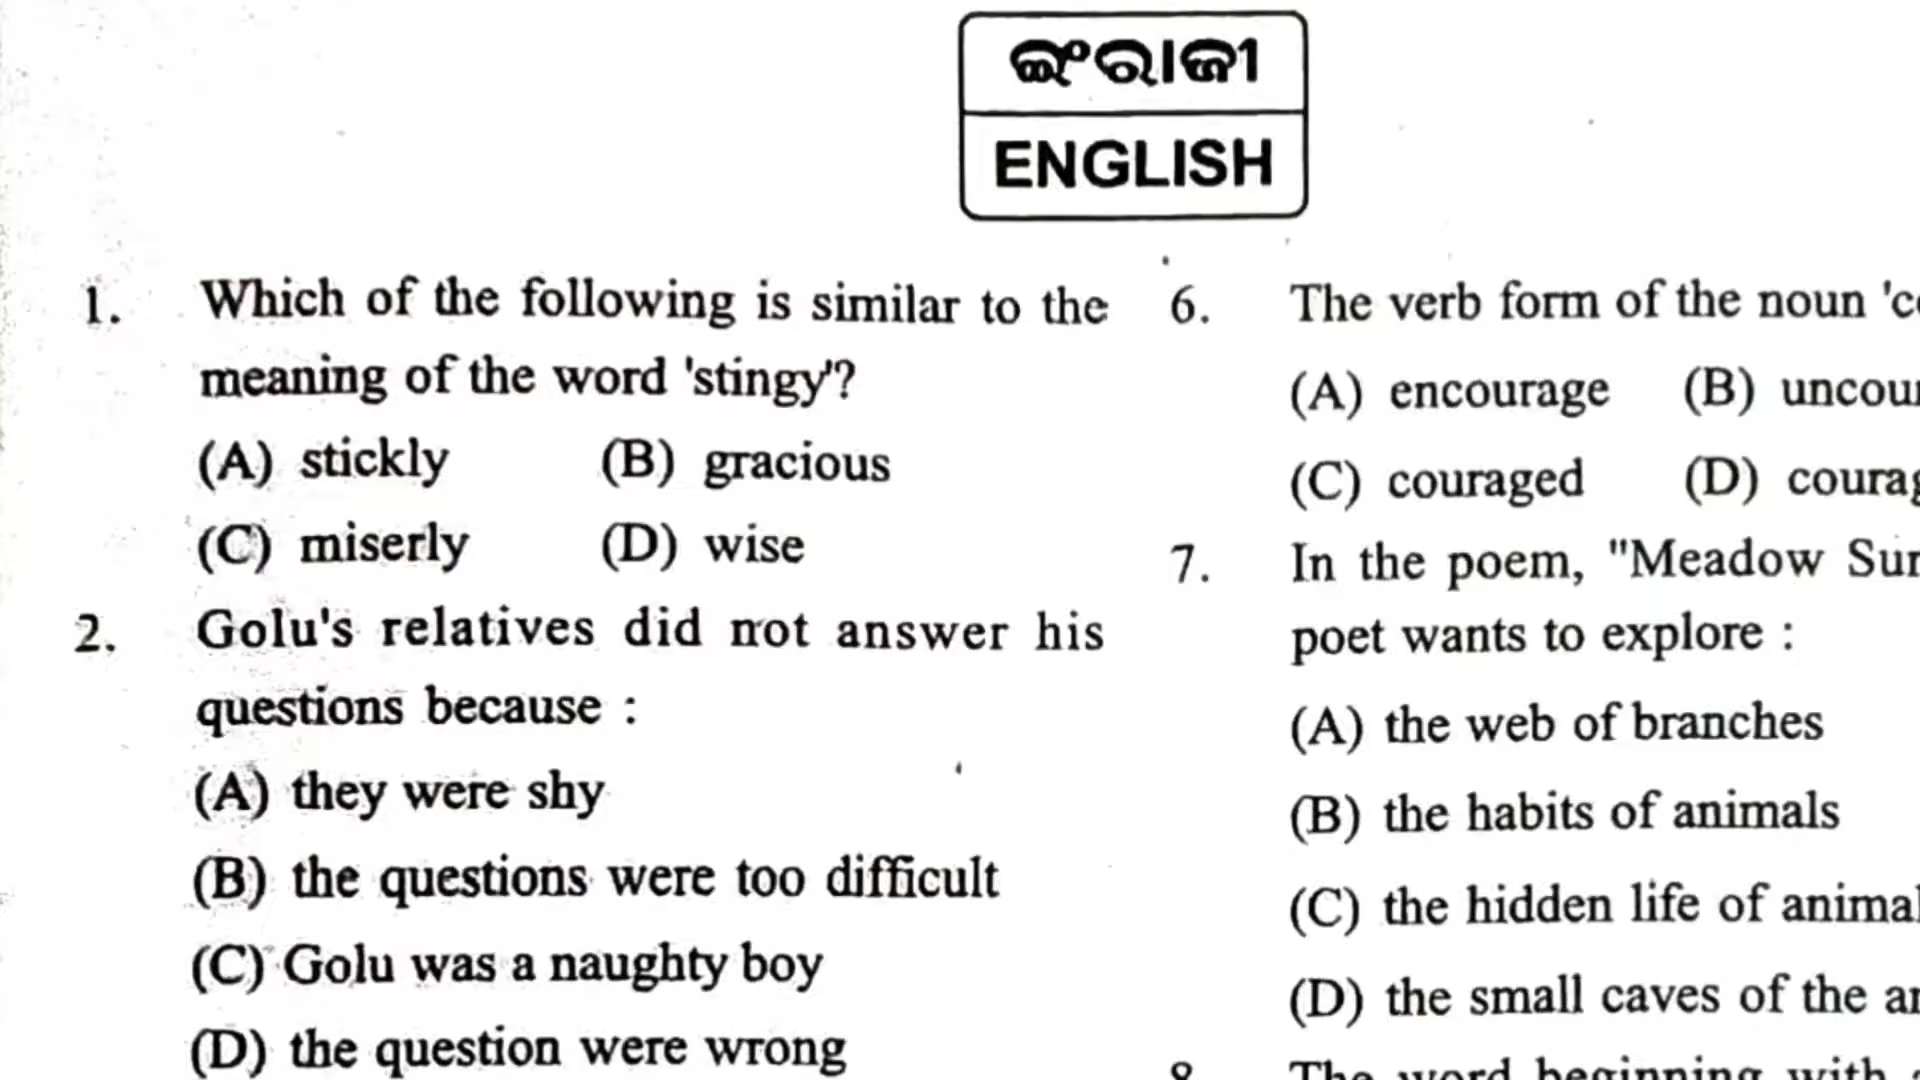 ଇଂରାଜୀ
ENGLISH
1. Which of the following is similar to the
meaning of the word 'stingy'?
(A) stickly (B) gracious
(C) miserly (D) wise
2. Golu's relatives did not answer his
questions because :
(A) they were shy
(B) the questions were too difficult
(C) Golu was a naughty boy
(D) the question were wrong
6. The verb form of the noun
(A) encourage (B)
(C) couraged (D)
7. In the poem, "Meadow
poet wants to explore :
(A) the web of branches
(B) the habits of animals
(C) the hidden life of
(D) the small caves of the
The word beginning with